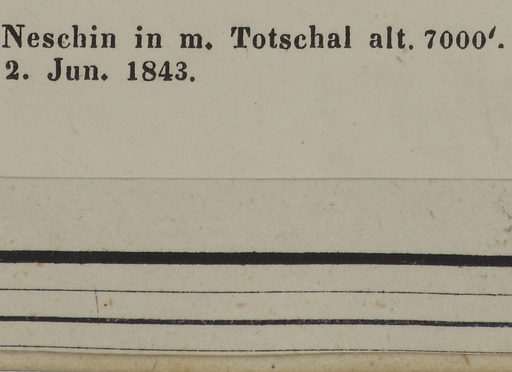 Neschin in m. Totschal alt. 7000′.
2. Jun. 1843.